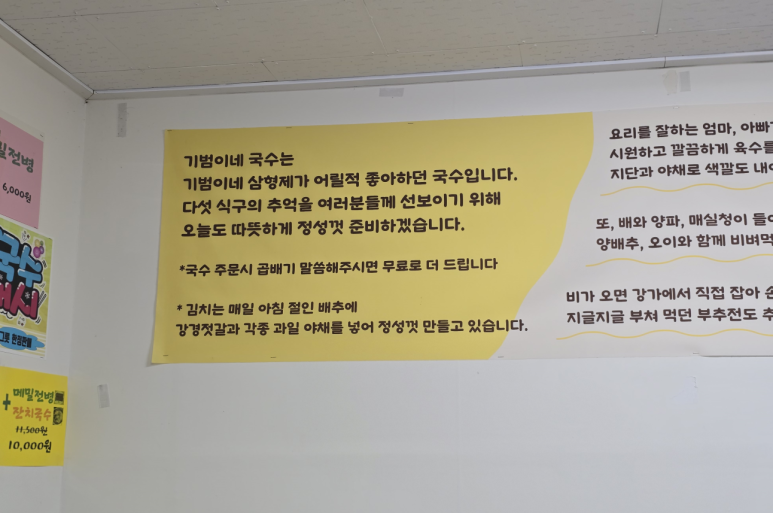 기범이네 국수는
기범이네 삼형제가 어릴적 좋아하던 국수입니다.
다섯 식구의 추억을 여러분들께 선보이기 위해
오늘도 따뜻하게 정성껏 준비하겠습니다.
*국수 주문시 곱배기 말씀해주시면 무료로 더 드립니다
* 김치는 매일 아침 절인 배추에
강경젓갈과 각종 과일 야채를 넣어 정성껏 만들고 있습니다.
요리를 잘하는 엄마, 아빠
시원하고 깔끔하게 육수를
지단과 야채로 색깔도 내
또, 배와 양파, 매실청이
양배추, 오이와 함께 비벼먹
비가 오면 강가에서 직접 잡아
지글지글 부쳐 먹던 부추전도
6,000원
국수
메밀전병
+ 잔치국수
11,500원
10,000원